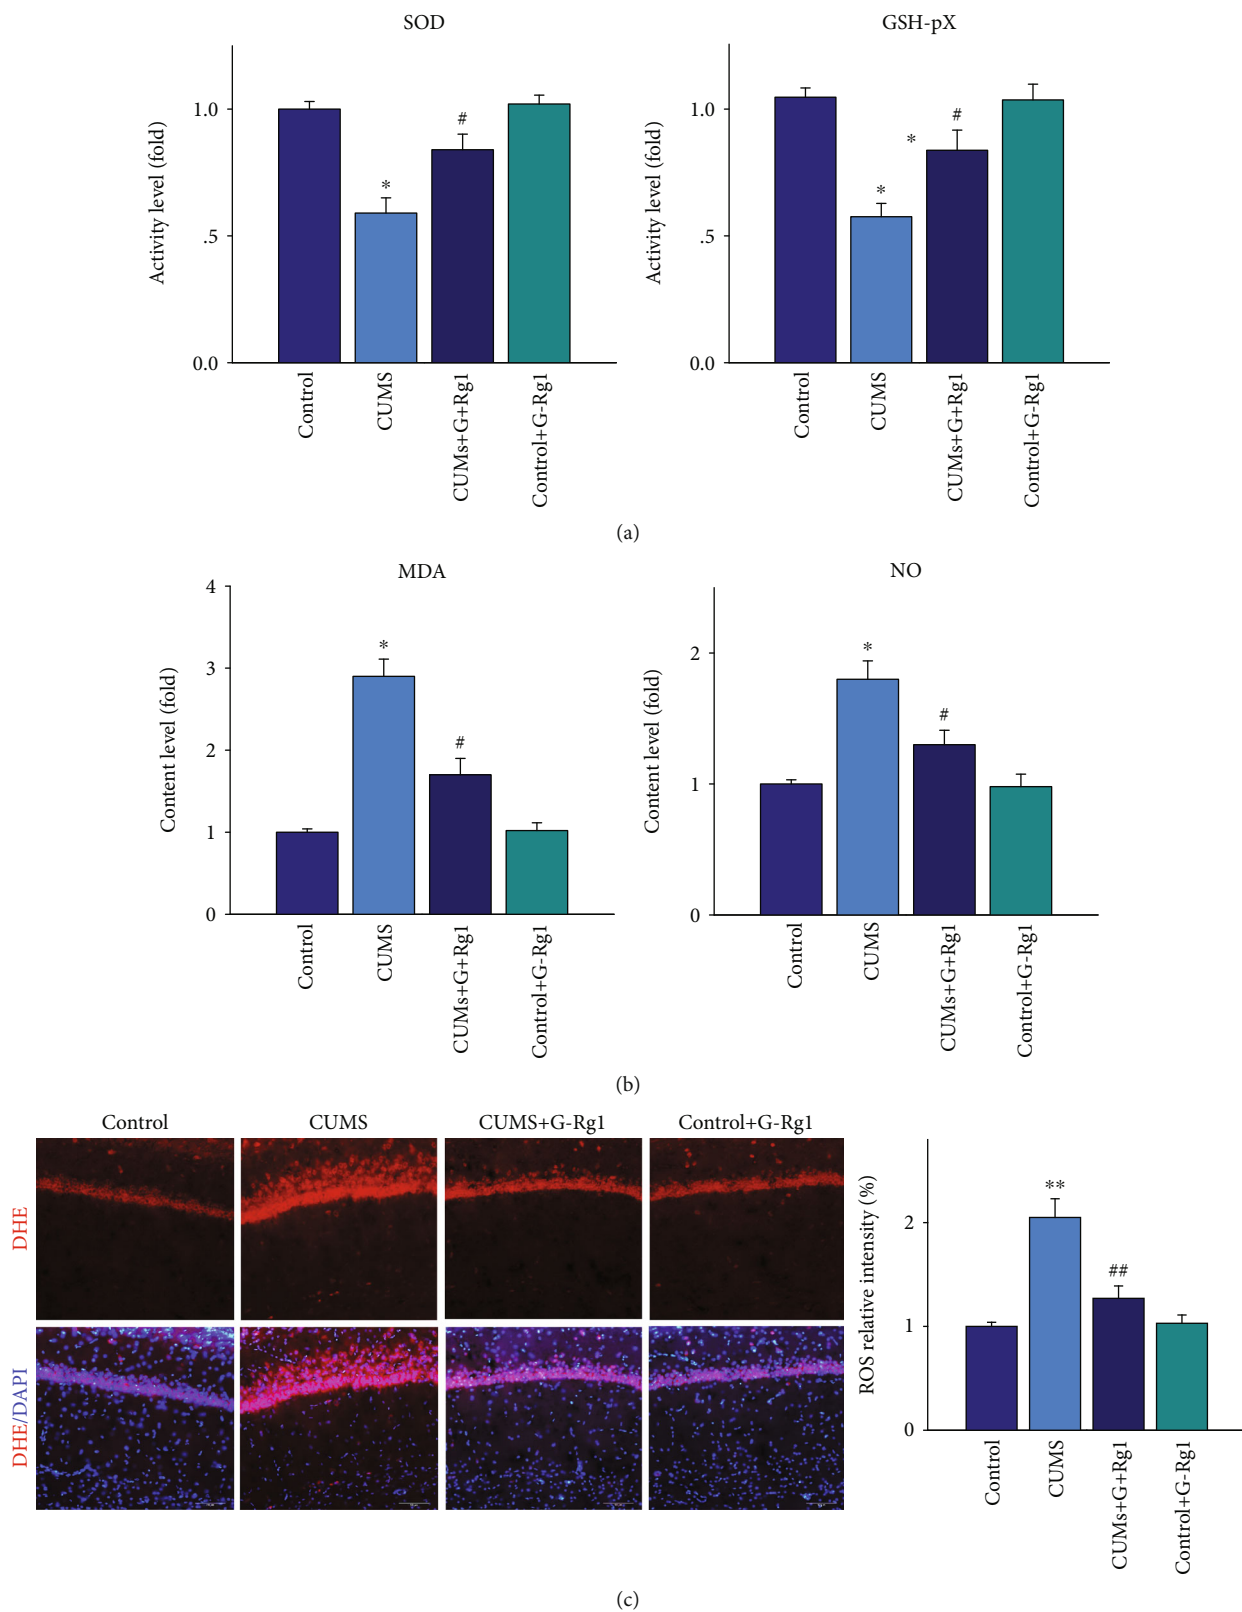 SOD
Activity level (fold)
1.0
.5
0.0
*
#
Control
CUMS
CUMs+G+Rg1
Control+G-Rg1
GSH-pX
Activity level (fold)
1.0
.5
0.0
*
*
#
Control
CUMS
CUMs+G+Rg1
Control+G-Rg1
(a)
MDA
Content level (fold)
4
3
2
1
0
*
#
Control
CUMS
CUMs+G+Rg1
Control+G-Rg1
NO
Content level (fold)
2
1
0
*
#
Control
CUMS
CUMs+G+Rg1
Control+G-Rg1
(b)
Control
CUMS
CUMS+G-Rg1
Control+G-Rg1
DHE
DHE/DAPI
ROS relative intensity (%)
2
1
0
**
##
Control
CUMS
CUMs+G+Rg1
Control+G-Rg1
(c)